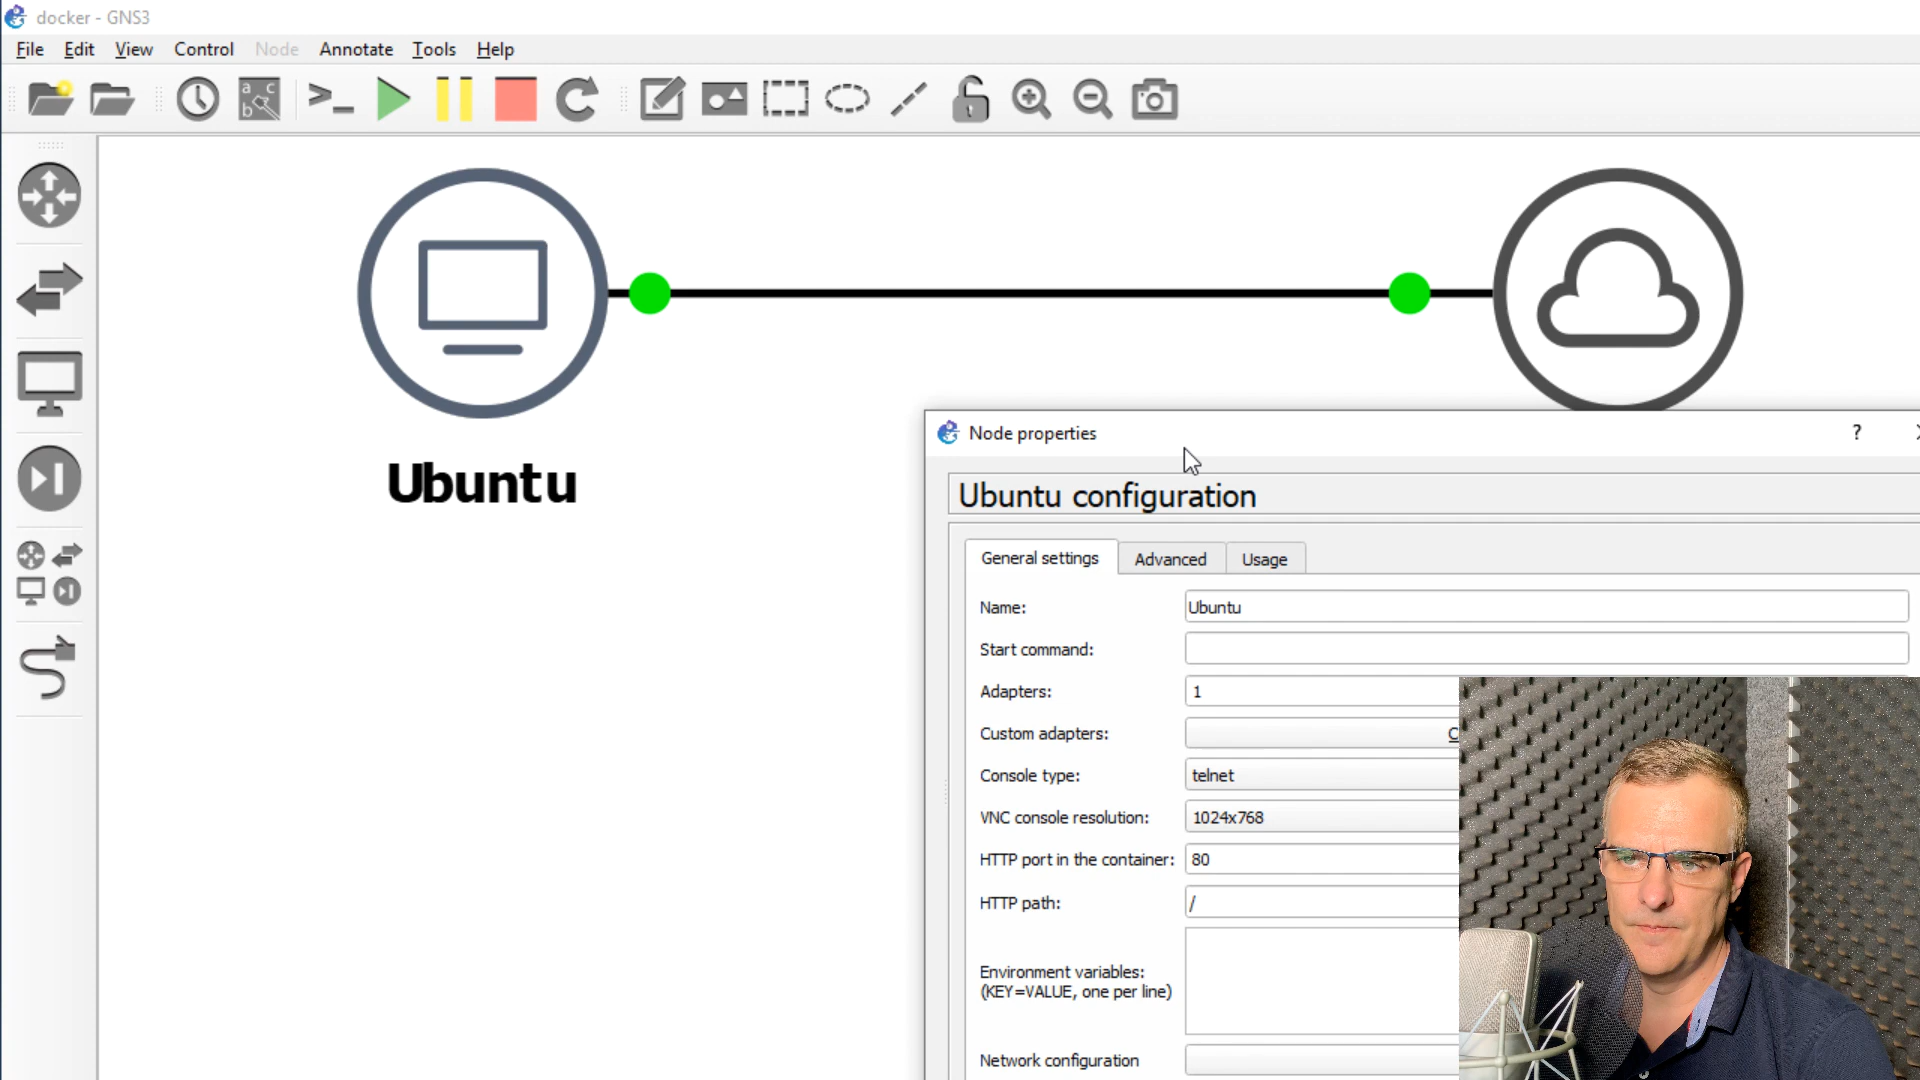 docker - GNS3
File Edit View Control Node Annotate Tools Help
Ubuntu
Node properties
?
Ubuntu configuration
General settings Advanced Usage
Name: Ubuntu
Start command:
Adapters: 1
Custom adapters: C
Console type: telnet
VNC console resolution: 1024x768
HTTP port in the container: 80
HTTP path: /
Environment variables:
(KEY=VALUE, one per line)
Network configuration